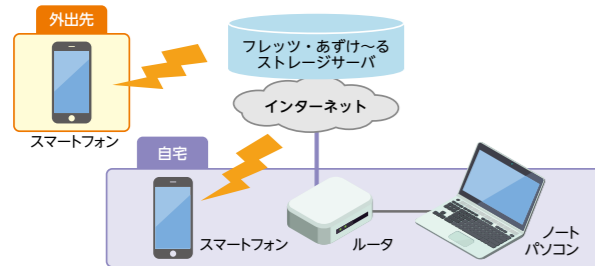 外出先
フレッツ・あずけ～る
ストレージサーバ
インターネット
スマートフォン
自宅
スマートフォン
ルータ
ノート
パソコン